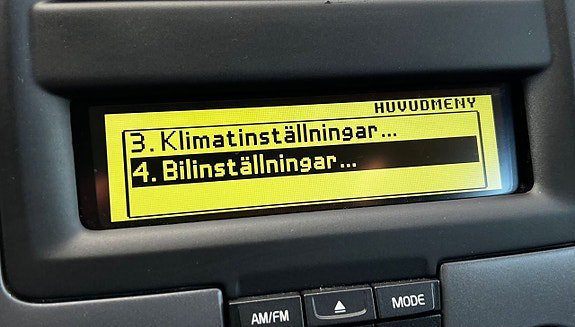 HUVUDMENY
3. Klimatinställningar...
4. Bilinställningar...
AM/FM
MODE